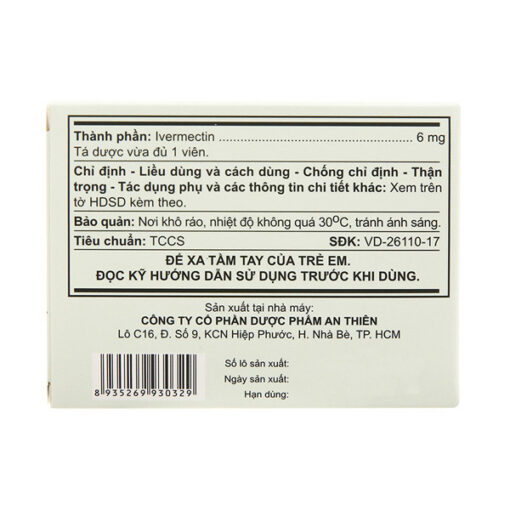 Thành phần: Ivermectin ................................................ 6 mg
Tá dược vừa đủ 1 viên.
Chỉ định - Liều dùng và cách dùng - Chống chỉ định - Thận
trọng - Tác dụng phụ và các thông tin chi tiết khác: Xem trên
tờ HDSD kèm theo.
Bảo quản: Nơi khô ráo, nhiệt độ không quá 30ºC, tránh ánh sáng.
Tiêu chuẩn: TCCS SĐK: VD-26110-17
ĐỂ XA TẦM TAY CỦA TRẺ EM.
ĐỌC KỸ HƯỚNG DẪN SỬ DỤNG TRƯỚC KHI DÙNG.
Sản xuất tại nhà máy:
CÔNG TY CỔ PHẦN DƯỢC PHẨM AN THIÊN
Lô C16, Đ. Số 9, KCN Hiệp Phước, H. Nhà Bè, TP. HCM
Số lô sản xuất:
Ngày sản xuất:
Hạn dùng:
8 935269 930329